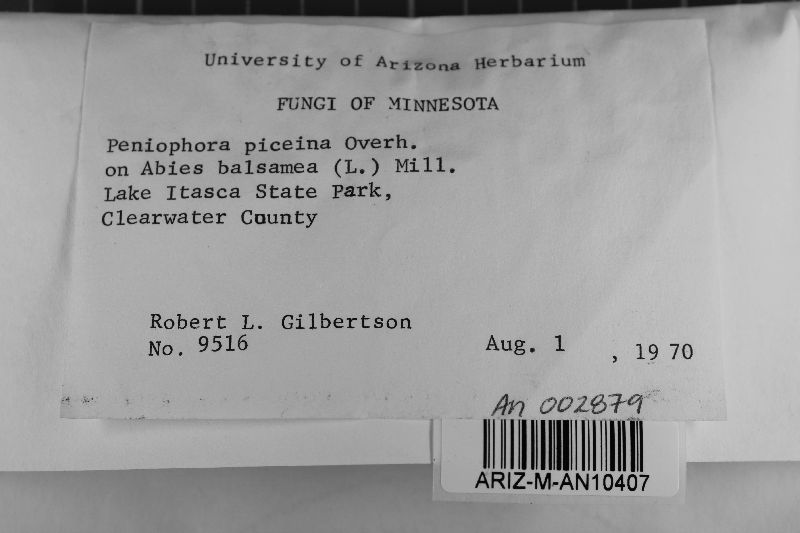 University of Arizona Herbarium
FUNGI OF MINNESOTA
Peniophora piceina Overh.
on Abies balsamea (L.) Mill.
Lake Itasca State Park,
Clearwater County
Robert L. Gilbertson
No. 9516
Aug. 1 , 19 70
An 002879
ARIZ-M-AN10407